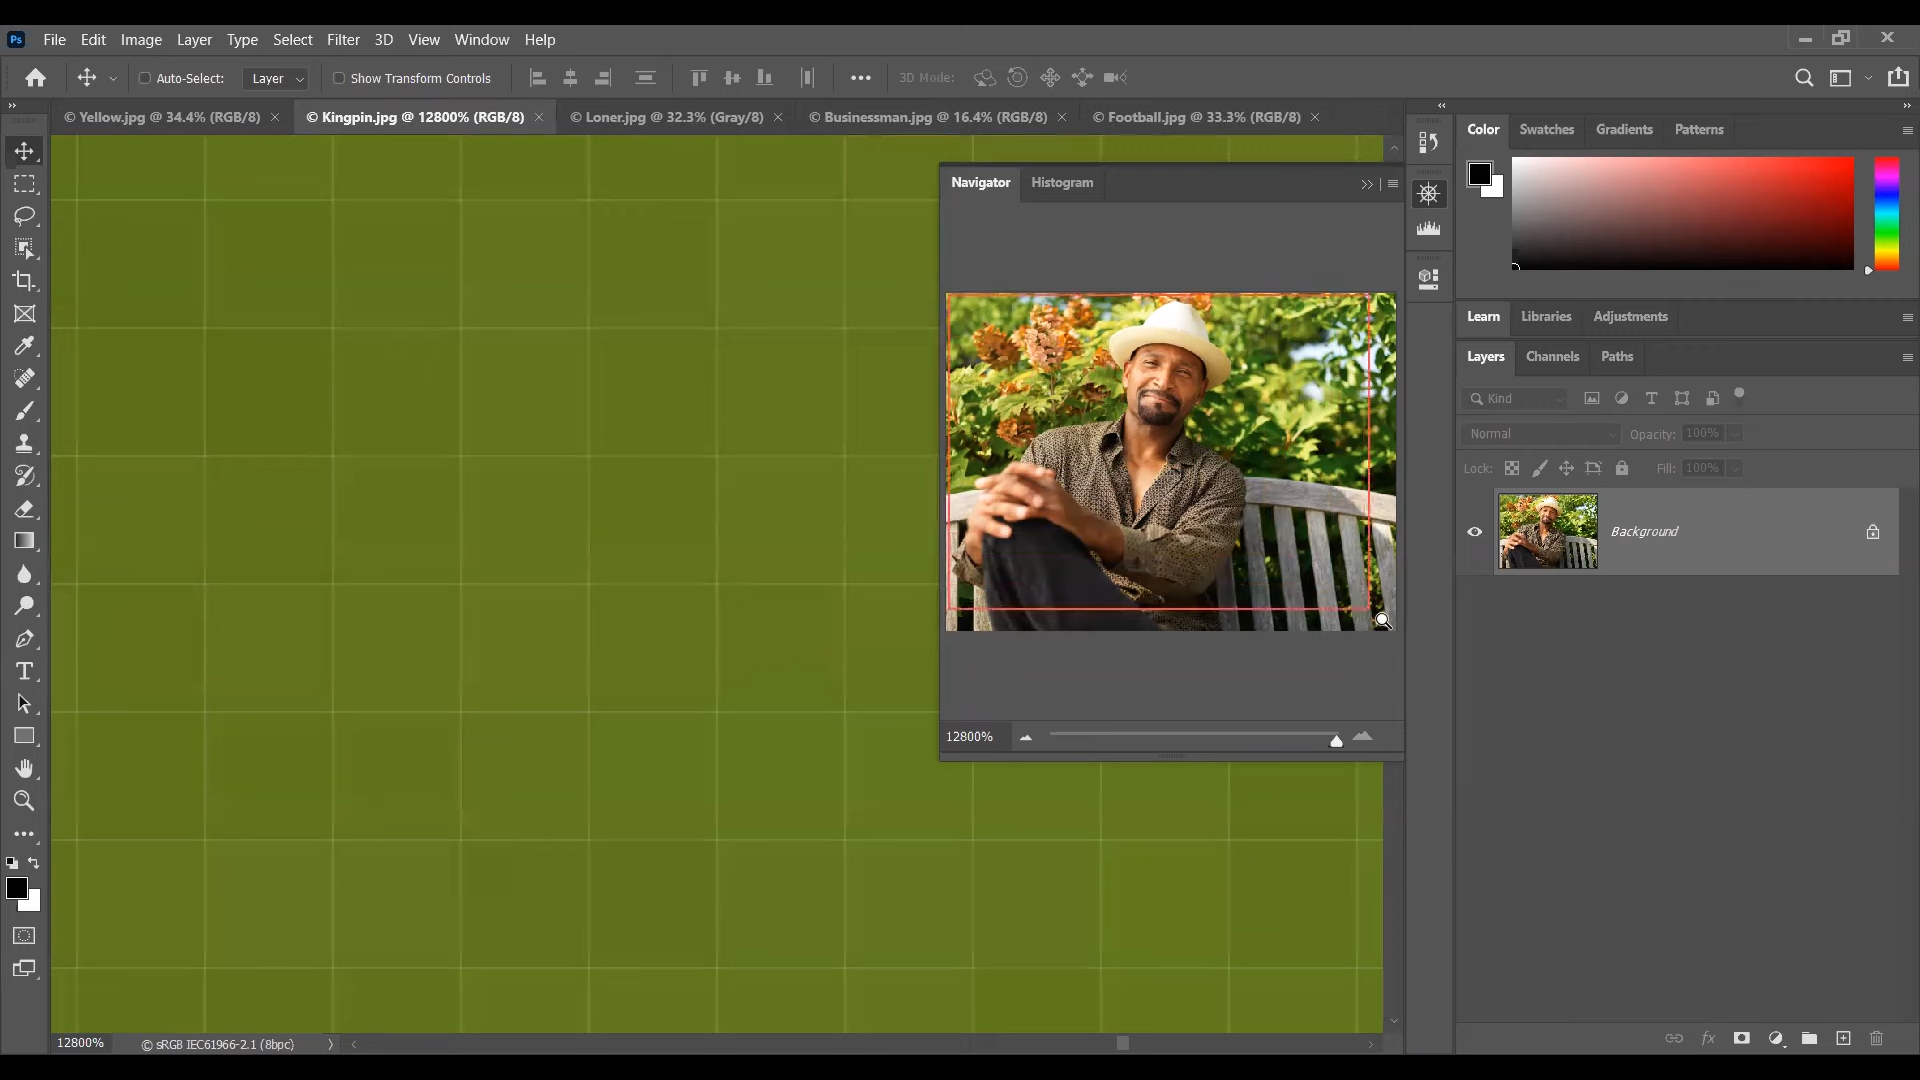 Ps File Edit Image Layer Type Select Filter 3D View Window Help
Auto-Select: Layer Show Transform Controls 3D Mode:
© Yellow.jpg @ 34.4% (RGB/8) © Kingpin.jpg @ 12800% (RGB/8) © Loner.jpg @ 32.3% (Gray/8) © Businessman.jpg @ 16.4% (RGB/8) © Football.jpg @ 33.3% (RGB/8)
Color Swatches Gradients Patterns
Navigator Histogram
Learn Libraries Adjustments
Layers Channels Paths
Kind
Normal Opacity: 100%
Lock: Fill: 100%
Background
12800%
12800% © sRGB IEC61966-2.1 (8bpc)
fx